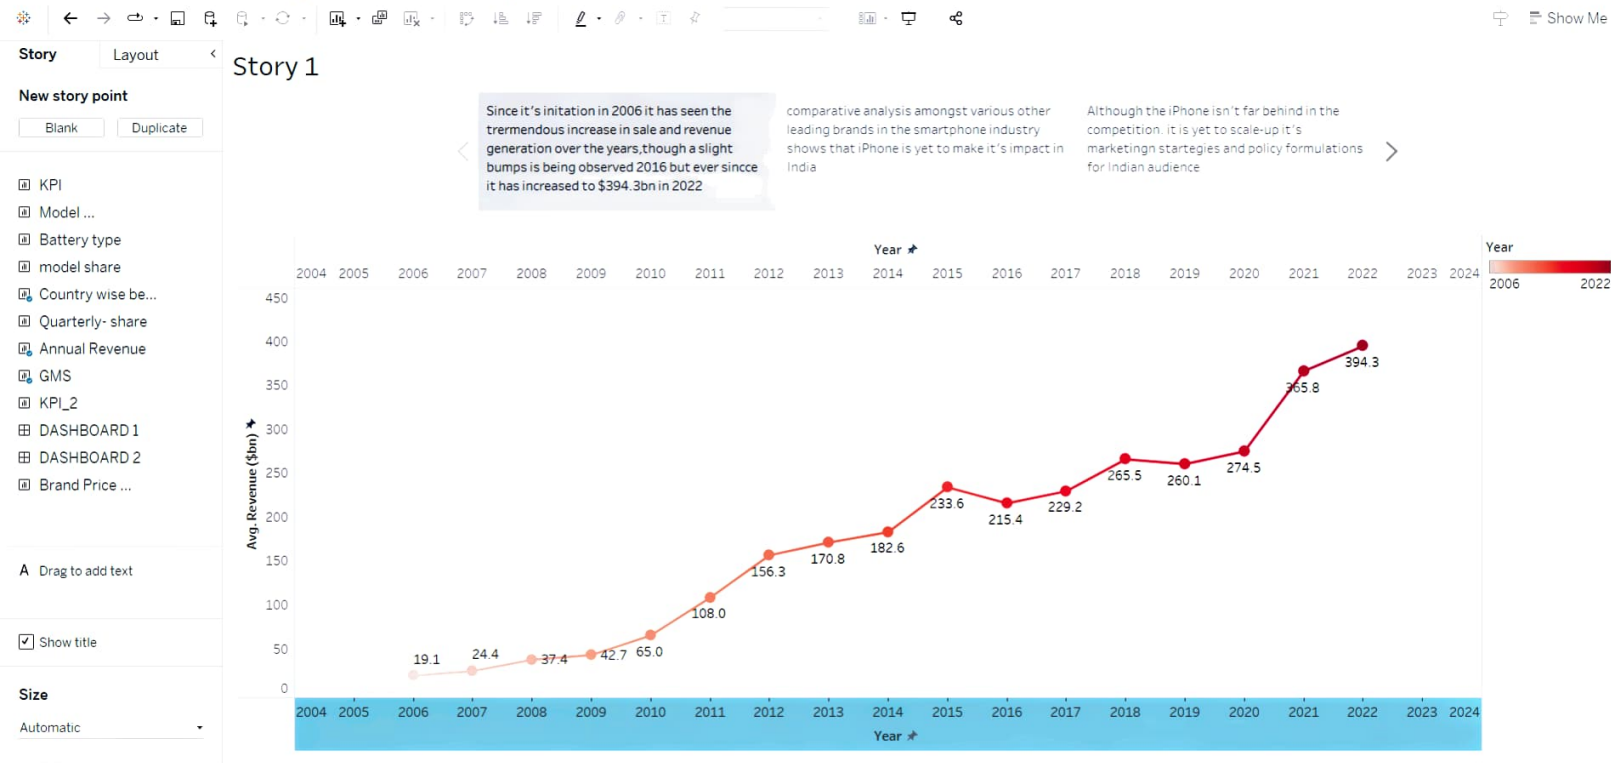 Show Me
Story
Layout
Story 1
New story point
Blank
Duplicate
Since it's initation in 2006 it has seen the
trermendous increase in sale and revenue
generation over the years,though a slight
bumps is being observed 2016 but ever sincce
it has increased to $394.3bn in 2022
comparative analysis amongst various other
leading brands in the smartphone industry
shows that iPhone is yet to make it's impact in
India
Although the iPhone isn't far behind in the
competition. it is yet to scale-up it's
marketingn startegies and policy formulations
for Indian audience
KPI
Model ...
Battery type
model share
Country wise be...
Quarterly- share
Annual Revenue
GMS
KPI_2
DASHBOARD 1
DASHBOARD 2
Brand Price ...
A Drag to add text
Show title
Size
Automatic
Year
2004 2005 2006 2007 2008 2009 2010 2011 2012 2013 2014 2015 2016 2017 2018 2019 2020 2021 2022 2023 2024
Year
2006 2022
Avg. Revenue ($bn)
450
400
350
300
250
200
150
100
50
0
19.1
24.4
37.4
42.7
65.0
108.0
156.3
170.8
182.6
233.6
215.4
229.2
265.5
260.1
274.5
365.8
394.3
2004 2005 2006 2007 2008 2009 2010 2011 2012 2013 2014 2015 2016 2017 2018 2019 2020 2021 2022 2023 2024
Year